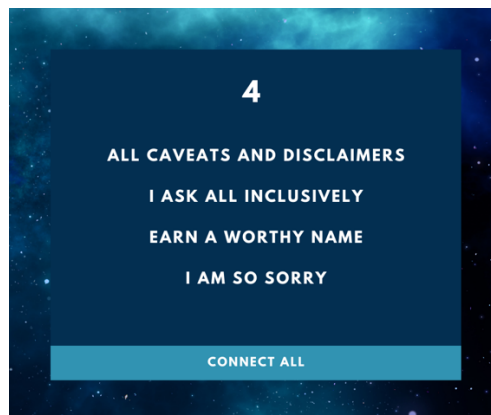 4
ALL CAVEATS AND DISCLAIMERS
I ASK ALL INCLUSIVELY
EARN A WORTHY NAME
I AM SO SORRY
CONNECT ALL